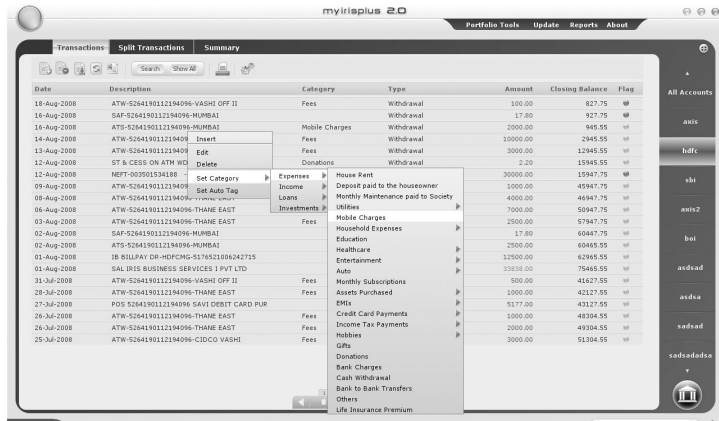 myirisplus 2.0
Portfolio Tools Update Reports About
Transactions Split Transactions Summary
Search Show All
Date Description Category Type Amount Closing Balance Flag
18-Aug-2008 ATW-5264190112194096-VASHI OFF II Fees Withdrawal 100.00 827.75
16-Aug-2008 SAF-5264190112194096-MUMBAI Withdrawal 17.80 927.75
16-Aug-2008 ATS-5264190112194096-MUMBAI Mobile Charges Withdrawal 2000.00 945.55
14-Aug-2008 ATW-52641901121940 Fees Withdrawal 10000.00 2945.55
13-Aug-2008 ATW-52641901121940 Fees Withdrawal 3000.00 12945.55
12-Aug-2008 ST & CESS ON ATM WD Donations Withdrawal 2.20 15945.55
12-Aug-2008 NEFT-003501534188 - 30000.00 15947.75
09-Aug-2008 ATW-52641901121940 1000.00 45947.75
08-Aug-2008 4000.00 46947.75
06-Aug-2008 ATW-5264190112194096-THANE EAST 7000.00 50947.75
03-Aug-2008 ATW-5264190112194096-THANE EAST Fees 2500.00 57947.75
02-Aug-2008 SAF-5264190112194096-MUMBAI 17.80 60447.75
02-Aug-2008 ATS-5264190112194096-MUMBAI 2500.00 60465.55
01-Aug-2008 IB BILLPAY DR-HDFCMG-S176521006242715 12500.00 62965.55
01-Aug-2008 SAL IRIS BUSINESS SERVICES I PVT LTD 33838.00 75465.55
31-Jul-2008 ATW-5264190112194096-VASHI OFF II Fees 500.00 41627.55
28-Jul-2008 ATW-5264190112194096-THANE EAST Fees 1000.00 42127.55
27-Jul-2008 POS 5264190112194096 SAVI DEBIT CARD PUR 5177.00 43127.55
26-Jul-2008 ATW-5264190112194096-THANE EAST Fees 1000.00 48304.55
26-Jul-2008 ATW-5264190112194096-THANE EAST Fees 2000.00 49304.55
25-Jul-2008 ATW-5264190112194096-CIDCO VASHI Fees 3000.00 51304.55
Insert
Edit
Delete
Set Category
Set Auto Tag
Expenses
Income
Loans
Investments
House Rent
Deposit paid to the houseowner
Monthly Maintenance paid to Society
Utilities
Mobile Charges
Household Expenses
Education
Healthcare
Entertainment
Auto
Monthly Subscriptions
Assets Purchased
EMIs
Credit Card Payments
Income Tax Payments
Hobbies
Gifts
Donations
Bank Charges
Cash Withdrawal
Bank to Bank Transfers
Others
Life Insurance Premium
All Accounts
axis
hdfc
sbi
axis2
boi
asdsad
asdsa
sadsad
sadsadadsa